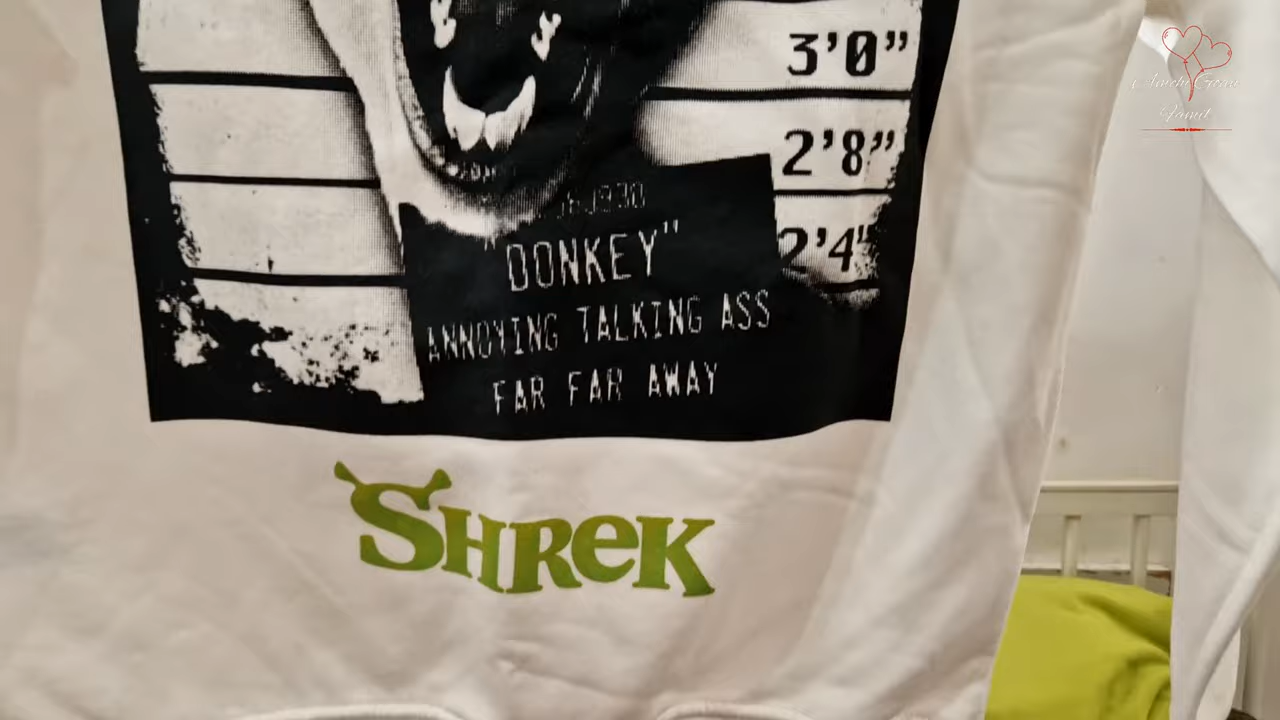 3'0”
2'8”
2'4"
"DONKEY"
ANNOYING TALKING ASS
FAR FAR AWAY
SHREK